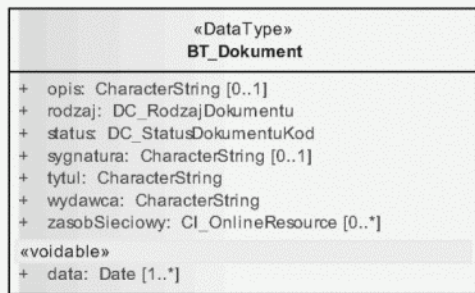 «DataType»
BT_Dokument
+ opis: CharacterString [0..1]
+ rodzaj: DC_RodzajDokumentu
+ status: DC_StatusDokumentuKod
+ sygnatura: CharacterString [0..1]
+ tytul: CharacterString
+ wydawca: CharacterString
+ zasobSieciowy: CI_OnlineResource [0..*]
«voidable»
+ data: Date [1..*]